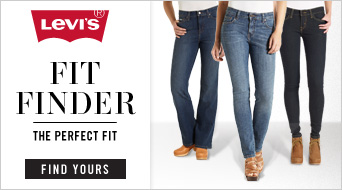 LEVI'S®
FIT
FINDER
THE PERFECT FIT
FIND YOURS